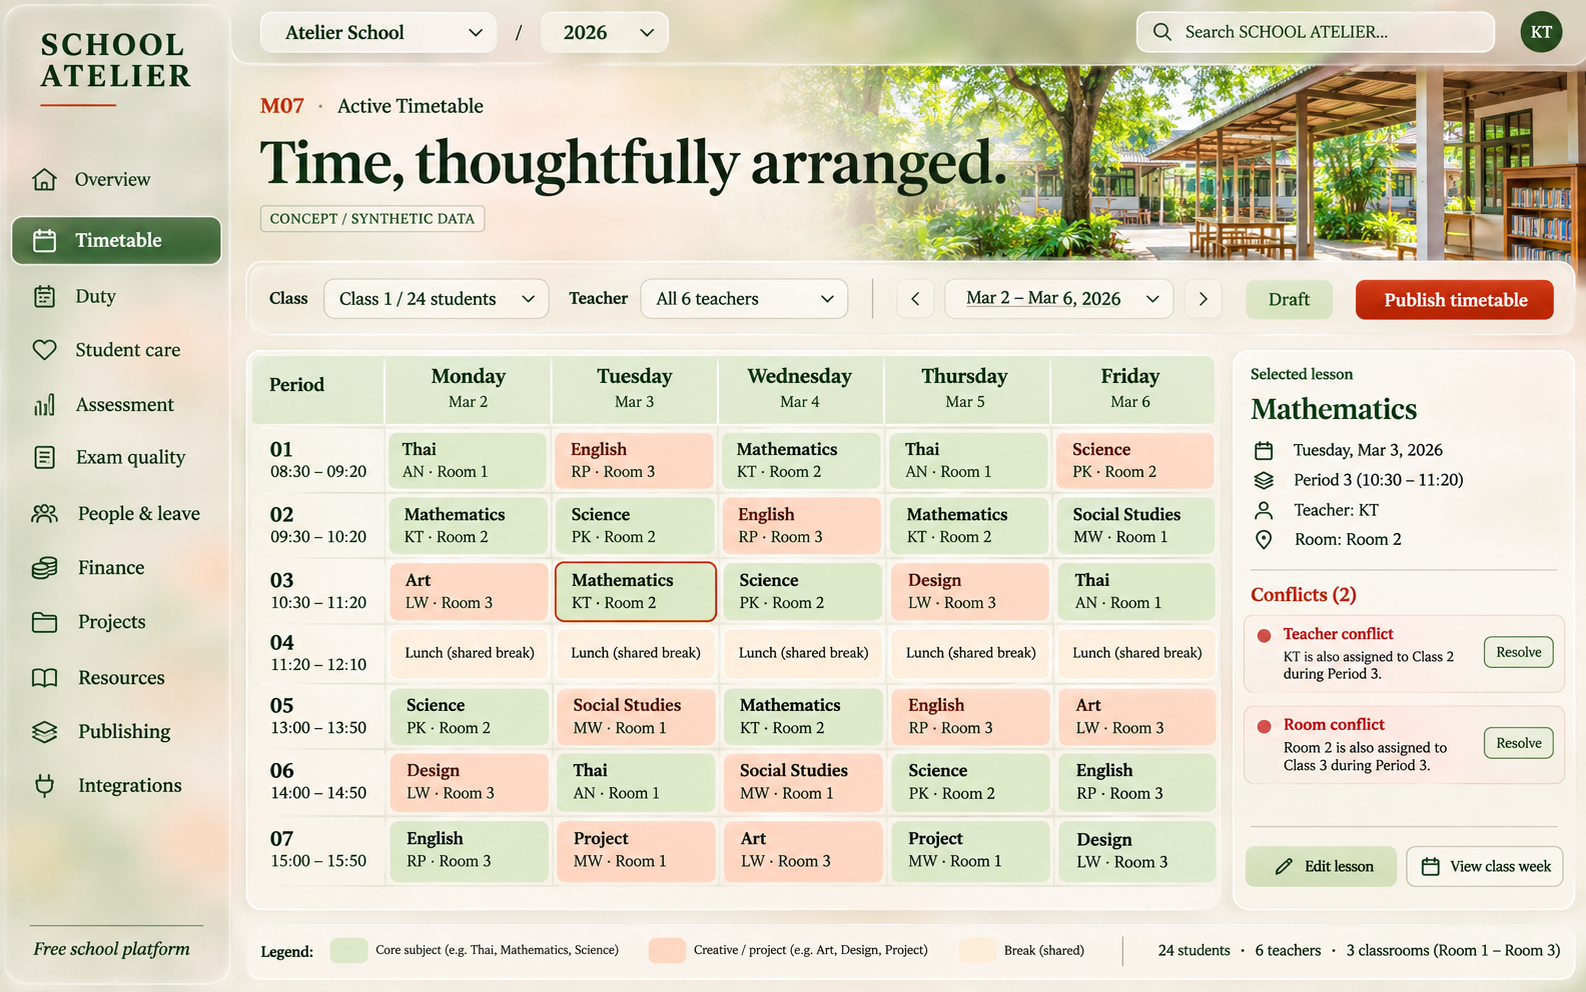 SCHOOL
ATELIER
Overview
Timetable
Duty
Student care
Assessment
Exam quality
People & leave
Finance
Projects
Resources
Publishing
Integrations
Free school platform
Atelier School / 2026
Search SCHOOL ATELIER...
KT
M07 · Active Timetable
Time, thoughtfully arranged.
CONCEPT / SYNTHETIC DATA
Class Class 1 / 24 students Teacher All 6 teachers Mar 2 – Mar 6, 2026 Draft Publish timetable
Period Monday Tuesday Wednesday Thursday Friday
Mar 2 Mar 3 Mar 4 Mar 5 Mar 6
01 Thai English Mathematics Thai Science
08:30 – 09:20 AN · Room 1 RP · Room 3 KT · Room 2 AN · Room 1 PK · Room 2
02 Mathematics Science English Mathematics Social Studies
09:30 – 10:20 KT · Room 2 PK · Room 2 RP · Room 3 KT · Room 2 MW · Room 1
03 Art Mathematics Science Design Thai
10:30 – 11:20 LW · Room 3 KT · Room 2 PK · Room 2 LW · Room 3 AN · Room 1
04 Lunch (shared break) Lunch (shared break) Lunch (shared break) Lunch (shared break) Lunch (shared break)
11:20 – 12:10
05 Science Social Studies Mathematics English Art
13:00 – 13:50 PK · Room 2 MW · Room 1 KT · Room 2 RP · Room 3 LW · Room 3
06 Design Thai Social Studies Science English
14:00 – 14:50 LW · Room 3 AN · Room 1 MW · Room 1 PK · Room 2 RP · Room 3
07 English Project Art Project Design
15:00 – 15:50 RP · Room 3 MW · Room 1 LW · Room 3 MW · Room 1 LW · Room 3
Selected lesson
Mathematics
Tuesday, Mar 3, 2026
Period 3 (10:30 – 11:20)
Teacher: KT
Room: Room 2
Conflicts (2)
Teacher conflict
KT is also assigned to Class 2
during Period 3.
Resolve
Room conflict
Room 2 is also assigned to
Class 3 during Period 3.
Resolve
Edit lesson View class week
Legend: Core subject (e.g. Thai, Mathematics, Science) Creative / project (e.g. Art, Design, Project) Break (shared) 24 students · 6 teachers · 3 classrooms (Room 1 – Room 3)